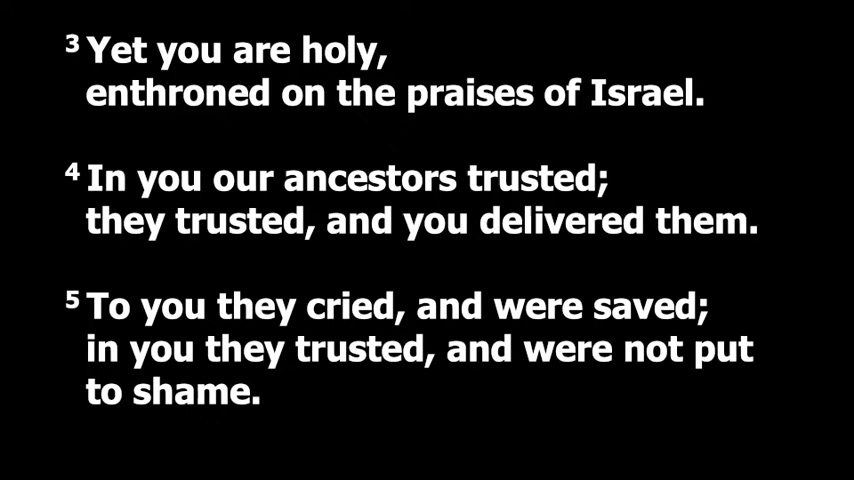 3 Yet you are holy,
enthroned on the praises of Israel.
4 In you our ancestors trusted;
they trusted, and you delivered them.
5 To you they cried, and were saved;
in you they trusted, and were not put
to shame.